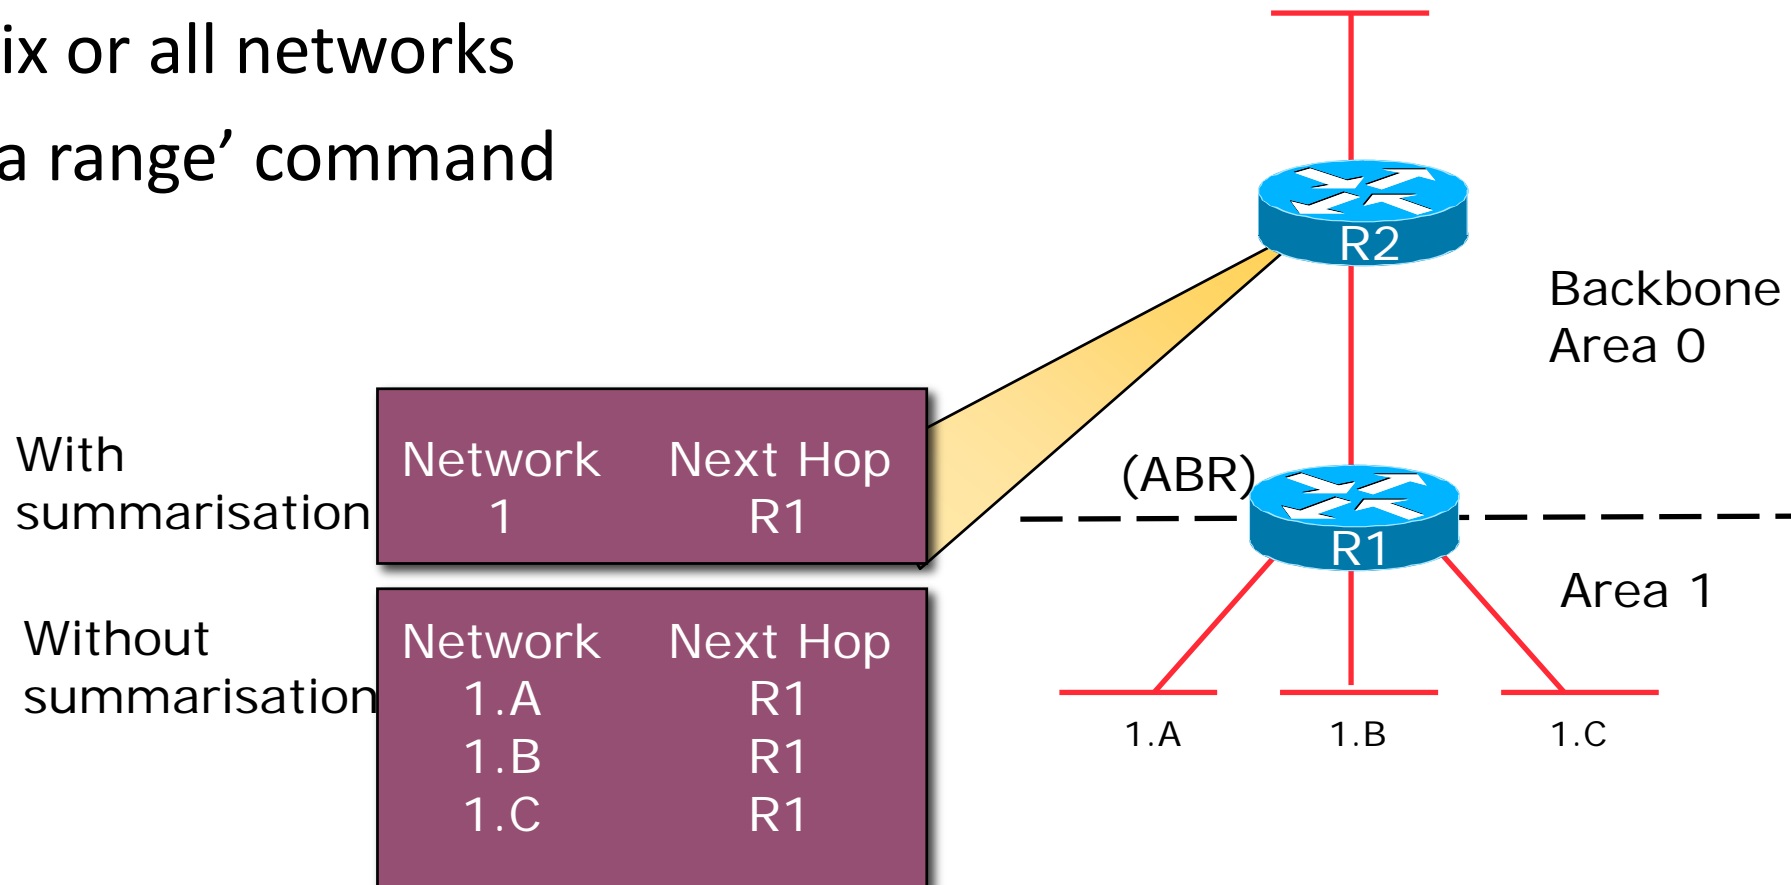 ix or all networks
a range’ command
R2
Backbone
Area 0
With
summarisation
Network Next Hop
1 R1
(ABR)
R1
Area 1
Without
summarisation
Network Next Hop
1.A R1
1.B R1
1.C R1
1.A 1.B 1.C